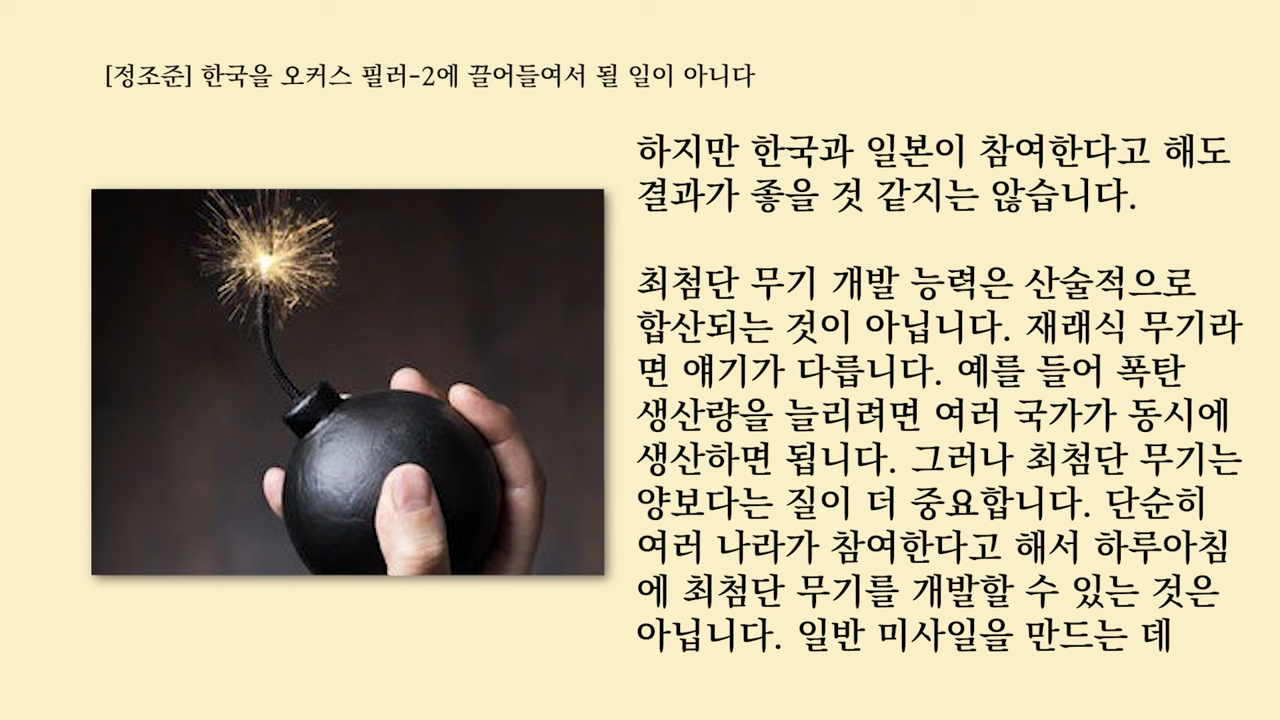 [정조준] 한국을 오커스 필러-2에 끌어들여서 될 일이 아니다
하지만 한국과 일본이 참여한다고 해도
결과가 좋을 것 같지는 않습니다.
최첨단 무기 개발 능력은 산술적으로
합산되는 것이 아닙니다. 재래식 무기라
면 얘기가 다릅니다. 예를 들어 폭탄
생산량을 늘리려면 여러 국가가 동시에
생산하면 됩니다. 그러나 최첨단 무기는
양보다는 질이 더 중요합니다. 단순히
여러 나라가 참여한다고 해서 하루아침
에 최첨단 무기를 개발할 수 있는 것은
아닙니다. 일반 미사일을 만드는 데